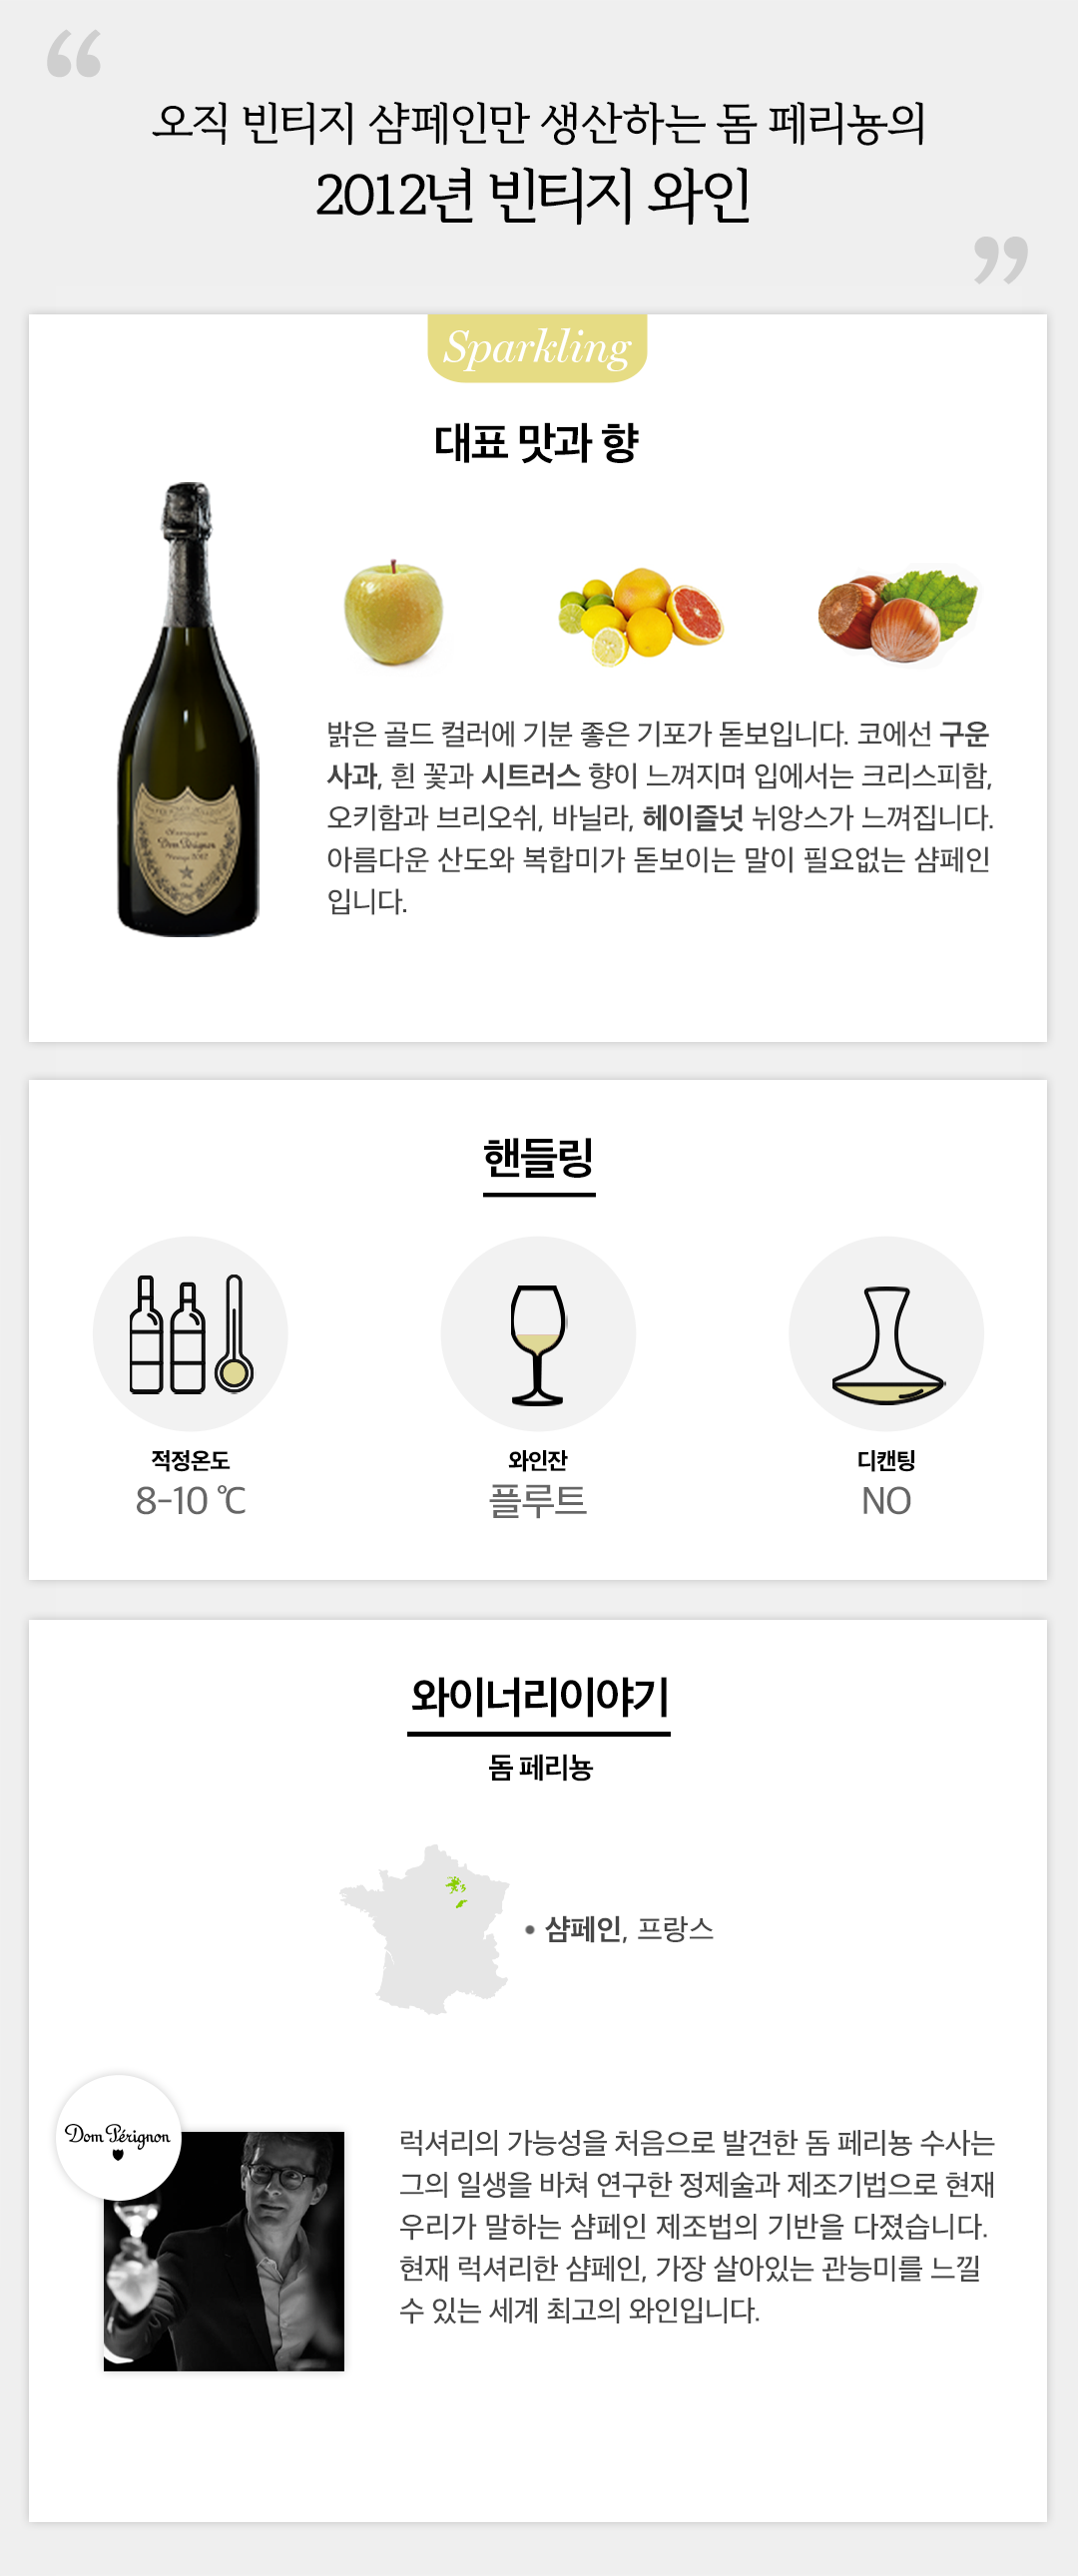 “
오직 빈티지 샴페인만 생산하는 돔 페리뇽의
2012년 빈티지 와인
”
Sparkling
대표 맛과 향
밝은 골드 컬러에 기분 좋은 기포가 돋보입니다. 코에선 구운
사과, 흰 꽃과 시트러스 향이 느껴지며 입에서는 크리스피함,
오키함과 브리오쉬, 바닐라, 헤이즐넛 뉘앙스가 느껴집니다.
아름다운 산도와 복합미가 돋보이는 말이 필요없는 샴페인
입니다.
Champagne
Dom Pérignon
Vintage 2012
핸들링
적정온도
8-10 ℃
와인잔
플루트
디캔팅
NO
와이너리이야기
돔 페리뇽
• 샴페인, 프랑스
Dom Pérignon
럭셔리의 가능성을 처음으로 발견한 돔 페리뇽 수사는
그의 일생을 바쳐 연구한 정제술과 제조기법으로 현재
우리가 말하는 샴페인 제조법의 기반을 다졌습니다.
현재 럭셔리한 샴페인, 가장 살아있는 관능미를 느낄
수 있는 세계 최고의 와인입니다.